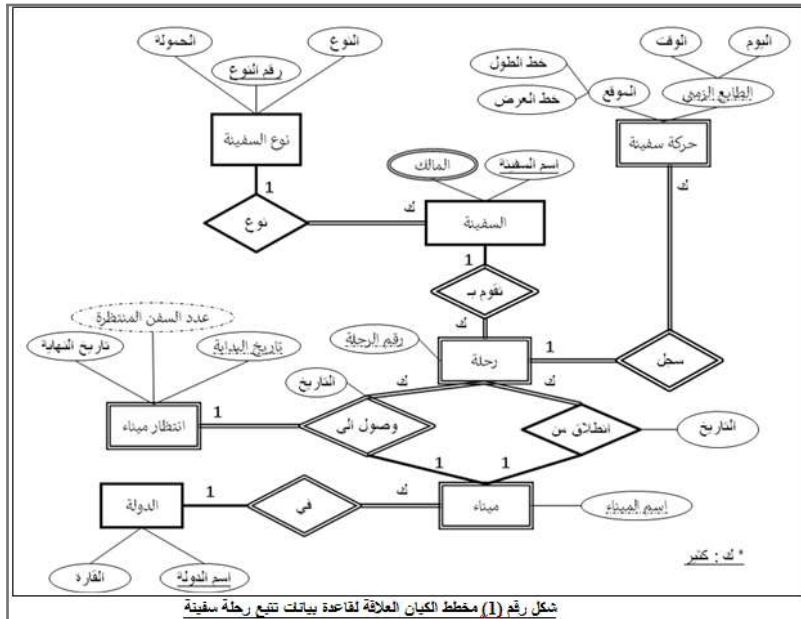 الحمولة
النوع
رقم النوع
الوقت
اليوم
خط الطول
خط العرض
الموقع
الطابع الزمني
نوع السفينة
حركة سفينة
المالك
اسم السفينة
1
ك
ك
نوع
السفينة
1
تقوم بـ
عدد السفن المنتظرة
رقم الرحلة
ك
تاريخ النهاية
تاريخ البداية
رحلة
1
سجل
التاريخ
ك
ك
انتظار ميناء
1
وصول الى
انطلاق من
التاريخ
1
1
الدولة
1
في
ك
ميناء
اسم الميناء
القارة
اسم الدولة
* ك : كثير
شكل رقم (1) مخطط الكيان العلاقة لقاعدة بيانات تتبع رحلة سفينة